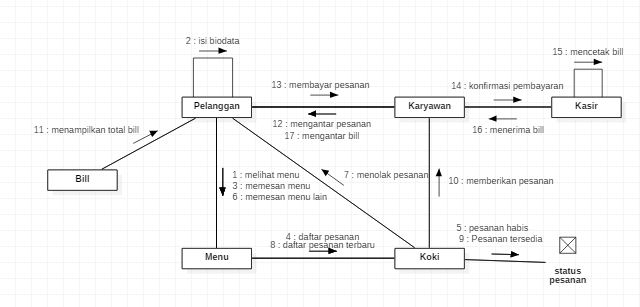 2 : isi biodata
15 : mencetak bill
13 : membayar pesanan
14 : konfirmasi pembayaran
Pelanggan
Karyawan
Kasir
12 : mengantar pesanan
17 : mengantar bill
16 : menerima bill
11 : menampilkan total bill
Bill
1 : melihat menu
3 : memesan menu
6 : memesan menu lain
7 : menolak pesanan
10 : memberikan pesanan
4 : daftar pesanan
8 : daftar pesanan terbaru
5 : pesanan habis
9 : Pesanan tersedia
Menu
Koki
status
pesanan